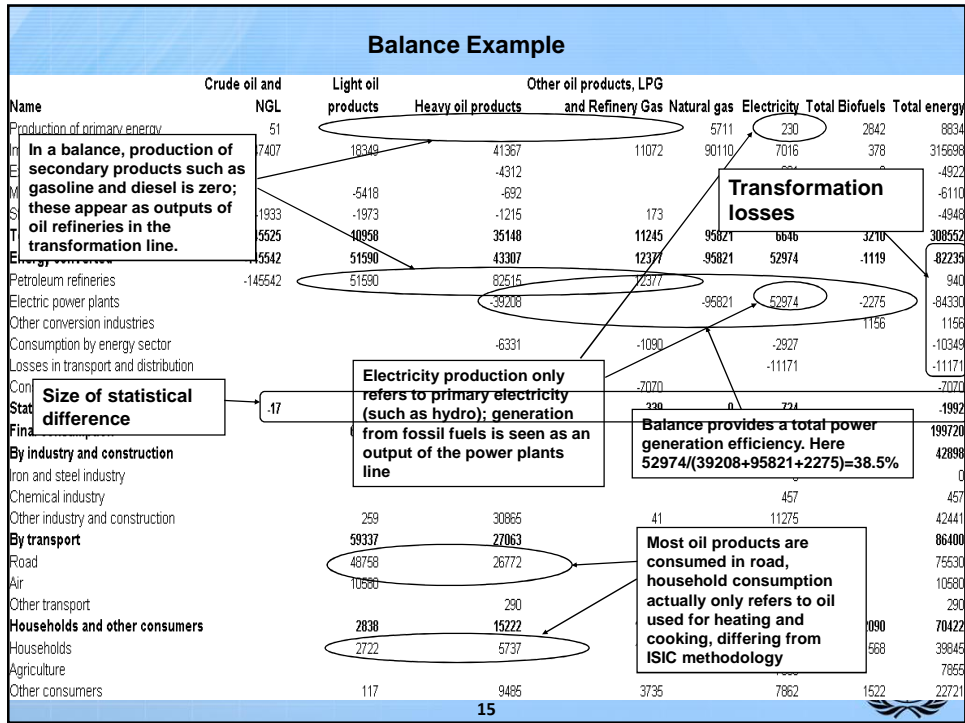 Balance Example
Crude oil and Light oil Other oil products, LPG
Name NGL products Heavy oil products and Refinery Gas Natural gas Electricity Total Biofuels Total energy
Production of primary energy 51 5711 230 2842 8834
In a balance, production of
secondary products such as
gasoline and diesel is zero;
these appear as outputs of
oil refineries in the
transformation line.
7407 18349 41367 11072 90110 7016 378 315698
-4312 -4922
-5418 -692 -6110
-1933 -1973 -1215 173 -4948
Transformation
losses
5525 10958 35148 11245 95821 6646 3210 308552
51590 43307 12377 -95821 52974 -1119 -82235
Petroleum refineries -145542 51590 82515 12377 940
Electric power plants -39208 -95821 52974 -2275 -84330
Other conversion industries 1156 1156
Consumption by energy sector -6331 -1090 -2927 -10349
Losses in transport and distribution -11171 -11171
-7070 -7070
Size of statistical
difference
-17 339 0 724 -1992
199720
Electricity production only
refers to primary electricity
(such as hydro); generation
from fossil fuels is seen as an
output of the power plants
line
Balance provides a total power
generation efficiency. Here
52974/(39208+95821+2275)=38.5%
By industry and construction 42898
Iron and steel industry 0
Chemical industry 457 457
Other industry and construction 259 30865 41 11275 42441
By transport 59337 27063 86400
Road 48758 26772 75530
Air 10580 10580
Other transport 290 290
Most oil products are
consumed in road,
household consumption
actually only refers to oil
used for heating and
cooking, differing from
ISIC methodology
Households and other consumers 2838 15222 2090 70422
Households 2722 5737 568 39845
Agriculture 7855
Other consumers 117 9485 3735 7862 1522 22721
15